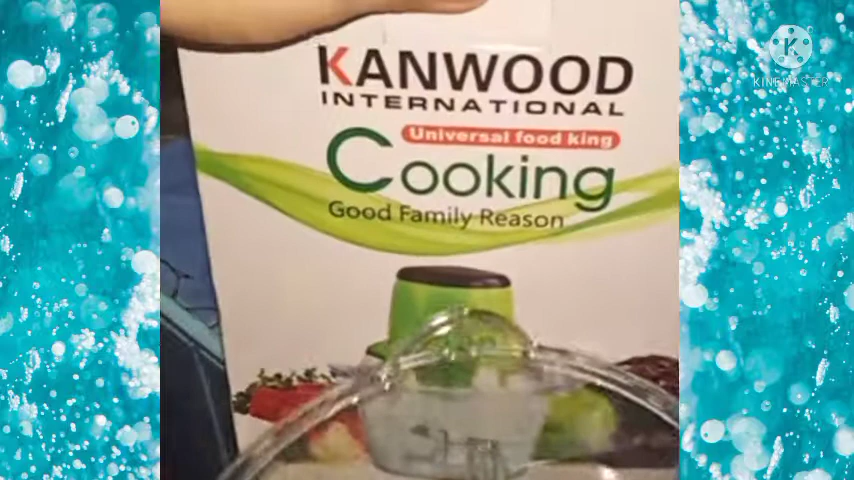 KANWOOD
INTERNATIONAL
Universal food king
Cooking
Good Family Reason
KINEMASTER